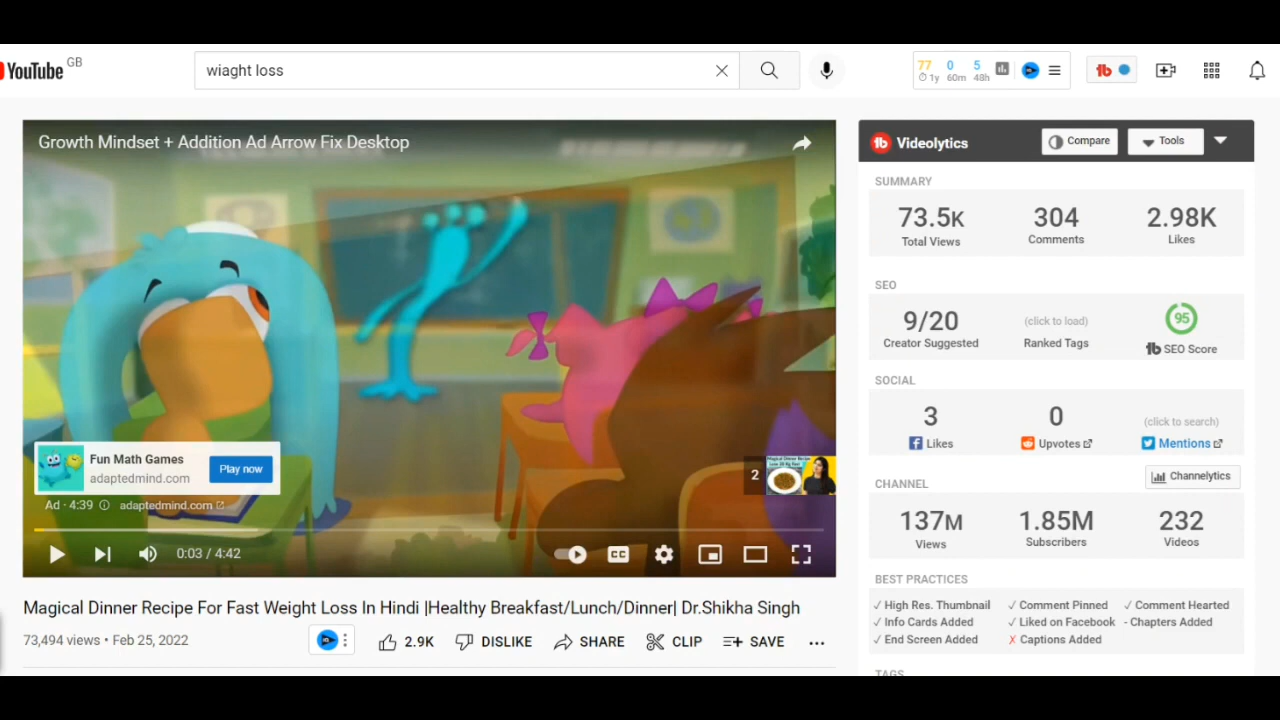 YouTube GB
wiaght loss
77 0 5
1y 60m 48h
Growth Mindset + Addition Ad Arrow Fix Desktop
Fun Math Games
adaptedmind.com
Play now
Ad · 4:39 adaptedmind.com
2
0:03 / 4:42
CC
Magical Dinner Recipe For Fast Weight Loss In Hindi |Healthy Breakfast/Lunch/Dinner| Dr.Shikha Singh
73,494 views • Feb 25, 2022
2.9K DISLIKE SHARE CLIP SAVE
Videolytics Compare Tools
SUMMARY
73.5K 304 2.98K
Total Views Comments Likes
SEO
9/20 (click to load) 95
Creator Suggested Ranked Tags tb SEO Score
SOCIAL
3 0 (click to search)
Likes Upvotes Mentions
CHANNEL Channelytics
137M 1.85M 232
Views Subscribers Videos
BEST PRACTICES
✓ High Res. Thumbnail ✓ Comment Pinned ✓ Comment Hearted
✓ Info Cards Added ✓ Liked on Facebook - Chapters Added
✓ End Screen Added ✗ Captions Added
TAGS